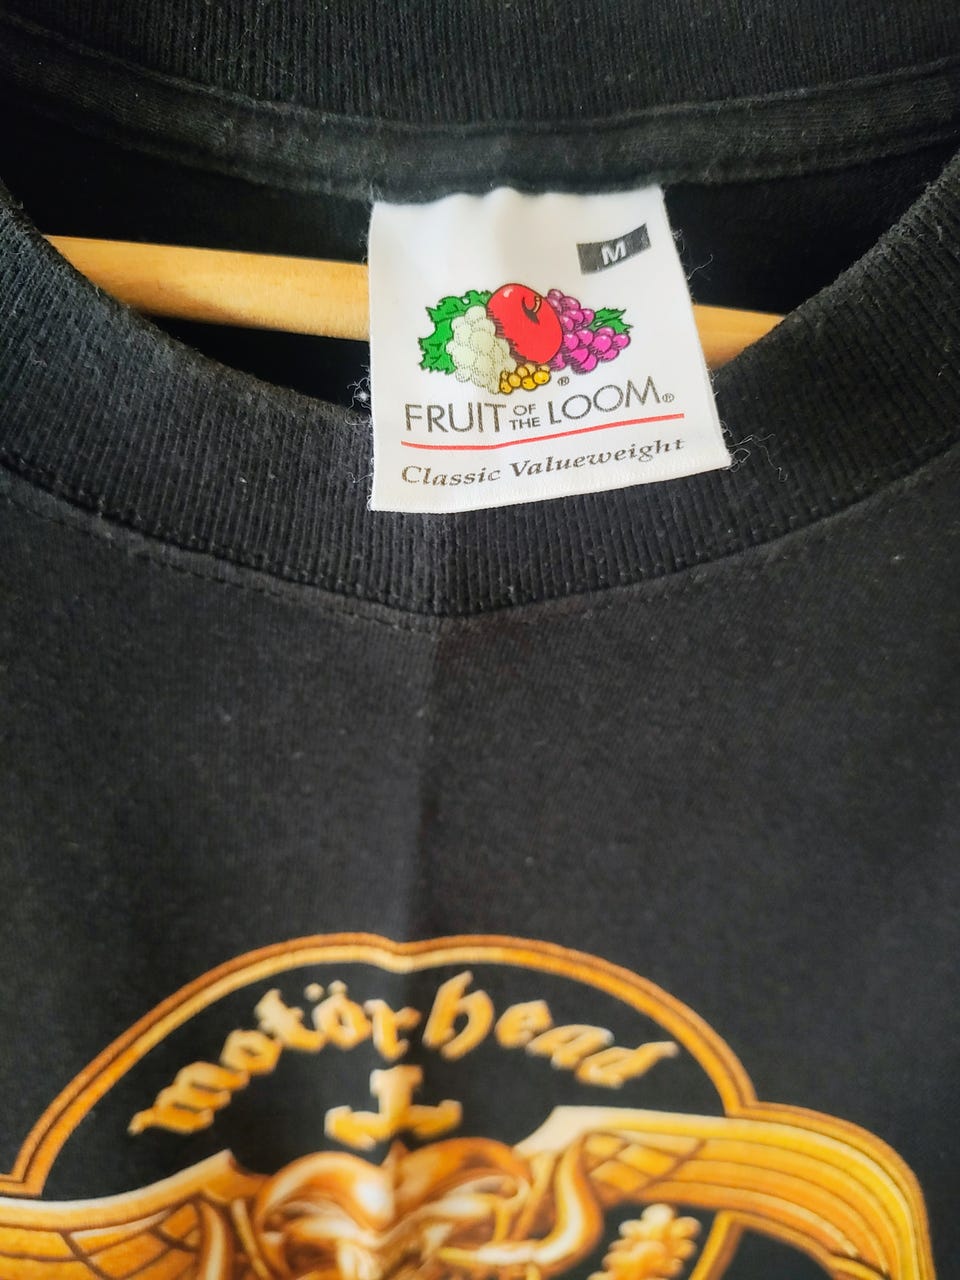 M
FRUIT OF THE LOOM®
Classic Valueweight
motörhead